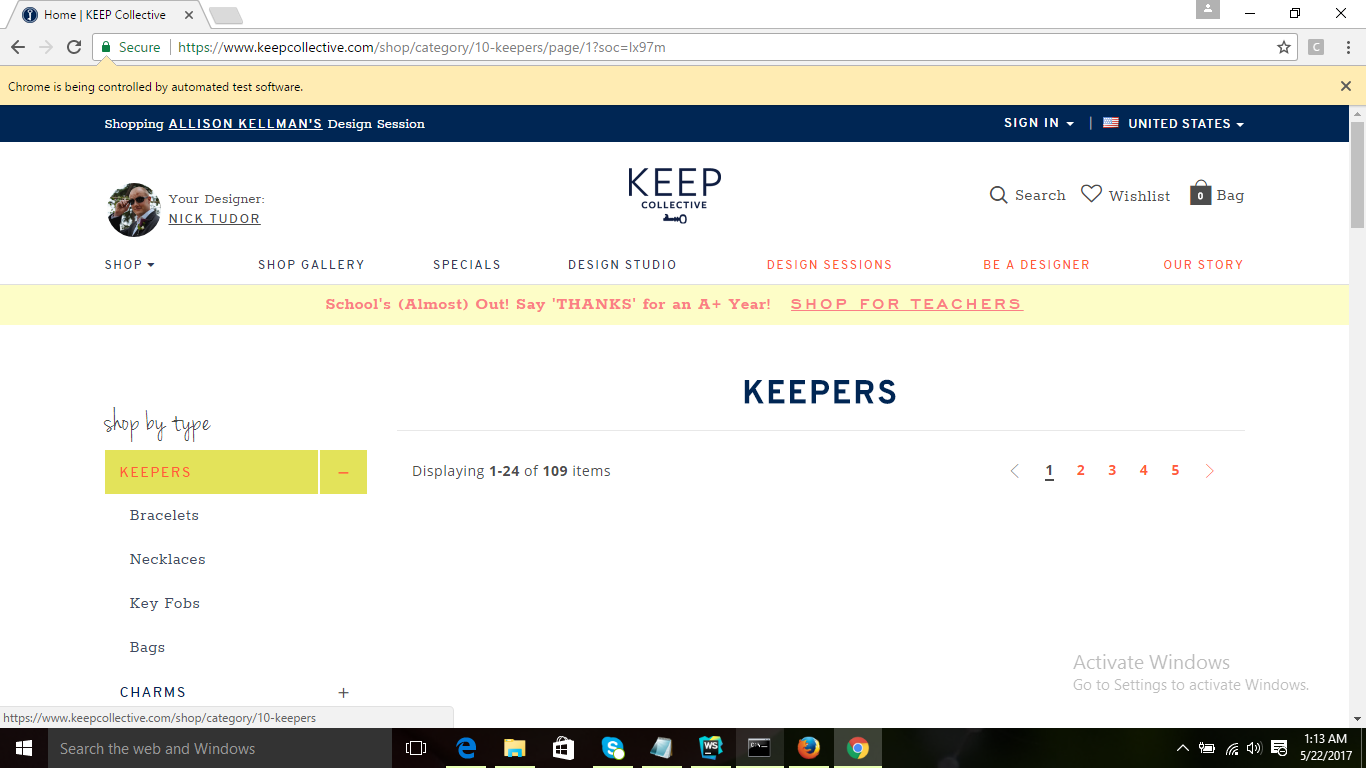 Home | KEEP Collective
Secure
https://www.keepcollective.com/shop/category/10-keepers/page/1?soc=lx97m
C
Chrome is being controlled by automated test software.
Shopping ALLISON KELLMAN'S Design Session
SIGN IN | UNITED STATES
Your Designer:
NICK TUDOR
KEEP
COLLECTIVE
Search
Wishlist
0 Bag
SHOP
SHOP GALLERY
SPECIALS
DESIGN STUDIO
DESIGN SESSIONS
BE A DESIGNER
OUR STORY
School's (Almost) Out! Say 'THANKS' for an A+ Year! SHOP FOR TEACHERS
KEEPERS
shop by type
KEEPERS −
Displaying 1-24 of 109 items
1 2 3 4 5
Bracelets
Necklaces
Key Fobs
Bags
CHARMS +
Activate Windows
Go to Settings to activate Windows.
https://www.keepcollective.com/shop/category/10-keepers
Search the web and Windows
WS
1:13 AM
5/22/2017